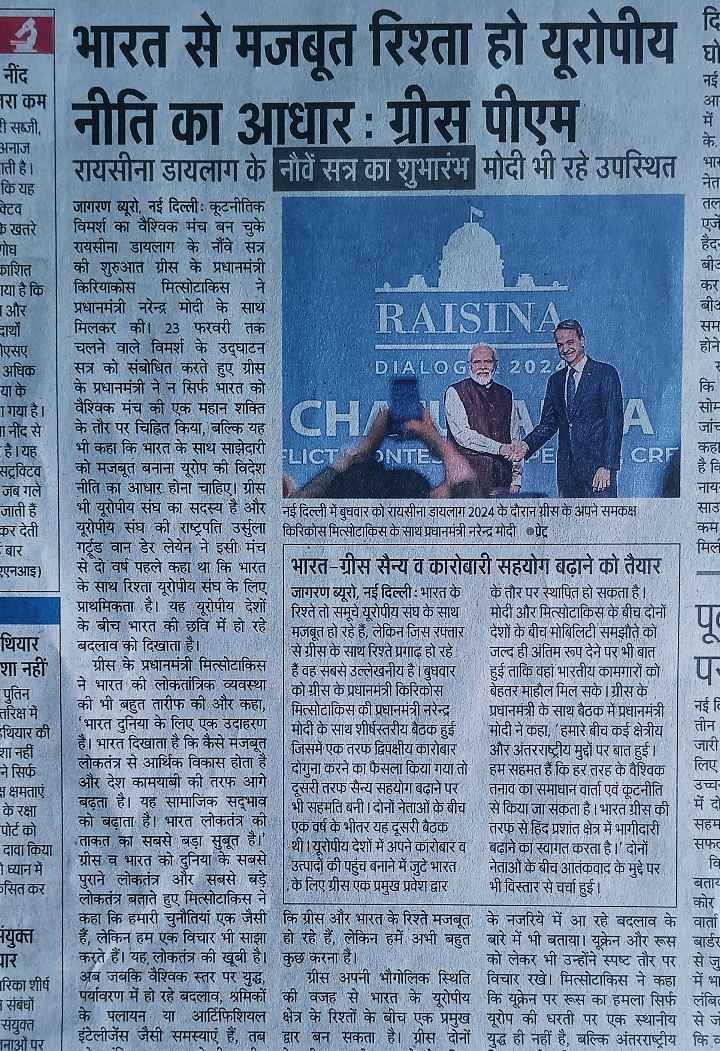 नींद
भारत से मजबूत रिश्ता हो यूरोपीय
नीति का आधार : ग्रीस पीएम
रायसीना डायलाग के नौवें सत्र का शुभारंभ मोदी भी रहे उपस्थित
जागरण ब्यूरो, नई दिल्ली: कूटनीतिक
विमर्श का वैश्विक मंच बन चुके
रायसीना डायलाग के नौंवे सत्र
की शुरुआत ग्रीस के प्रधानमंत्री
किरियाकोस मित्सोटाकिस ने
प्रधानमंत्री नरेन्द्र मोदी के साथ
मिलकर की। 23 फरवरी तक
चलने वाले विमर्श के उद्घाटन
सत्र को संबोधित करते हुए ग्रीस
के प्रधानमंत्री ने न सिर्फ भारत को
वैश्विक मंच की एक महान शक्ति
के तौर पर चिह्नित किया, बल्कि यह
भी कहा कि भारत के साथ साझेदारी
को मजबूत बनाना यूरोप की विदेश
नीति का आधार होना चाहिए। ग्रीस
भी यूरोपीय संघ का सदस्य है और
यूरोपीय संघ की राष्ट्रपति उर्सुला
गर्ट्रूड वान डेर लेयेन ने इसी मंच
से दो वर्ष पहले कहा था कि भारत
के साथ रिश्ता यूरोपीय संघ के लिए
प्राथमिकता है। यह यूरोपीय देशों
के बीच भारत की छवि में हो रहे
बदलाव को दिखाता है।
ग्रीस के प्रधानमंत्री मित्सोटाकिस
ने भारत की लोकतांत्रिक व्यवस्था
की भी बहुत तारीफ की और कहा,
'भारत दुनिया के लिए एक उदाहरण
है। भारत दिखाता है कि कैसे मजबूत
लोकतंत्र से आर्थिक विकास होता है
और देश कामयाबी की तरफ आगे
बढ़ता है। यह सामाजिक सद्भाव
को बढ़ाता है। भारत लोकतंत्र की
ताकत का सबसे बड़ा सुबूत है।'
ग्रीस व भारत को दुनिया के सबसे
पुराने लोकतंत्र और सबसे बड़े
लोकतंत्र बताते हुए मित्सोटाकिस ने
कहा कि हमारी चुनौतियां एक जैसी
हैं, लेकिन हम एक विचार भी साझा
करते हैं। यह लोकतंत्र की खूबी है।
अब जबकि वैश्विक स्तर पर युद्ध,
पर्यावरण में हो रहे बदलाव, श्रमिकों
के पलायन या आर्टिफिशियल
इंटेलीजेंस जैसी समस्याएं हैं, तब
RAISINA
DIALOG 2024
CHA A
LICT ONTES PE CRE
नई दिल्ली में बुधवार को रायसीना डायलाग 2024 के दौरान ग्रीस के अपने समकक्ष
किरिकोस मित्सोटाकिस के साथ प्रधानमंत्री नरेन्द्र मोदी ● प्रेट्र
भारत-ग्रीस सैन्य व कारोबारी सहयोग बढ़ाने को तैयार
जागरण ब्यूरो, नई दिल्ली : भारत के
रिश्ते तो समूचे यूरोपीय संघ के साथ
मजबूत हो रहे हैं, लेकिन जिस रफ्तार
से ग्रीस के साथ रिश्ते प्रगाढ़ हो रहे
हैं वह सबसे उल्लेखनीय है। बुधवार
को ग्रीस के प्रधानमंत्री किरिकोस
मित्सोटाकिस की प्रधानमंत्री नरेन्द्र
मोदी के साथ शीर्षस्तरीय बैठक हुई
जिसमें एक तरफ द्विपक्षीय कारोबार
दोगुना करने का फैसला किया गया तो
दूसरी तरफ सैन्य सहयोग बढ़ाने पर
भी सहमति बनी। दोनों नेताओं के बीच
एक वर्ष के भीतर यह दूसरी बैठक
थी। यूरोपीय देशों में अपने कारोबार व
उत्पादों की पहुंच बनाने में जुटे भारत
के लिए ग्रीस एक प्रमुख प्रवेश द्वार
के तौर पर स्थापित हो सकता है।
मोदी और मित्सोटाकिस के बीच दोनों
देशों के बीच मोबिलिटी समझौते को
जल्द ही अंतिम रूप देने पर भी बात
हुई ताकि वहां भारतीय कामगारों को
बेहतर माहौल मिल सके। ग्रीस के
प्रधानमंत्री के साथ बैठक में प्रधानमंत्री
मोदी ने कहा, 'हमारे बीच कई क्षेत्रीय
और अंतरराष्ट्रीय मुद्दों पर बात हुई।
हम सहमत हैं कि हर तरह के वैश्विक
तनाव का समाधान वार्ता एवं कूटनीति
से किया जा सकता है। भारत ग्रीस की
तरफ से हिंद प्रशांत क्षेत्र में भागीदारी
बढ़ाने का स्वागत करता है।' दोनों
नेताओं के बीच आतंकवाद के मुद्दे पर
भी विस्तार से चर्चा हुई।
कि ग्रीस और भारत के रिश्ते मजबूत
हो रहे हैं, लेकिन हमें अभी बहुत
कुछ करना है।
ग्रीस अपनी भौगोलिक स्थिति
की वजह से भारत के यूरोपीय
क्षेत्र के रिश्तों के बीच एक प्रमुख
द्वार बन सकता है। ग्रीस दोनों
के नजरिये में आ रहे बदलाव के
बारे में भी बताया। यूक्रेन और रूस
को लेकर भी उन्होंने स्पष्ट तौर पर
विचार रखे। मित्सोटाकिस ने कहा
कि यूक्रेन पर रूस का हमला सिर्फ
यूरोप की धरती पर एक स्थानीय
युद्ध ही नहीं है, बल्कि अंतरराष्ट्रीय